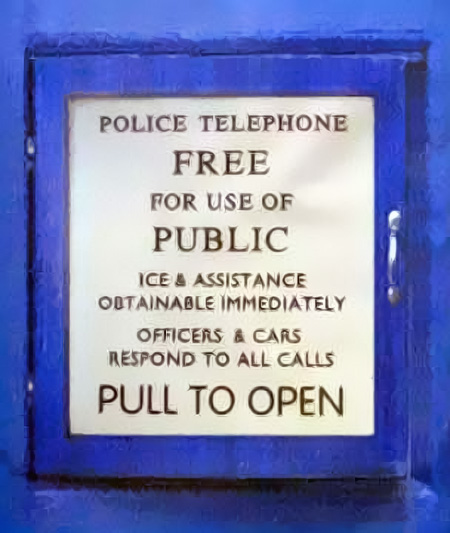 POLICE TELEPHONE
FREE
FOR USE OF
PUBLIC
ICE & ASSISTANCE
OBTAINABLE IMMEDIATELY
OFFICERS & CARS
RESPOND TO ALL CALLS
PULL TO OPEN